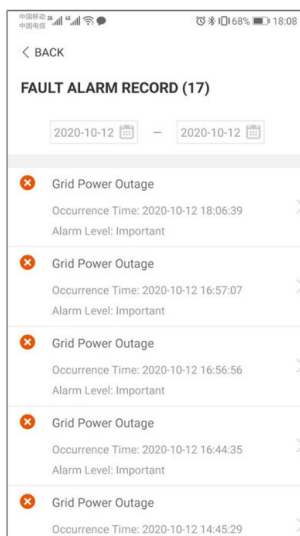 中国移动 2G 4G 68% 18:08
中国电信
< BACK
FAULT ALARM RECORD (17)
2020-10-12 – 2020-10-12
Grid Power Outage
Occurrence Time: 2020-10-12 18:06:39
Alarm Level: Important
Grid Power Outage
Occurrence Time: 2020-10-12 16:57:07
Alarm Level: Important
Grid Power Outage
Occurrence Time: 2020-10-12 16:56:56
Alarm Level: Important
Grid Power Outage
Occurrence Time: 2020-10-12 16:44:35
Alarm Level: Important
Grid Power Outage
Occurrence Time: 2020-10-12 14:45:29